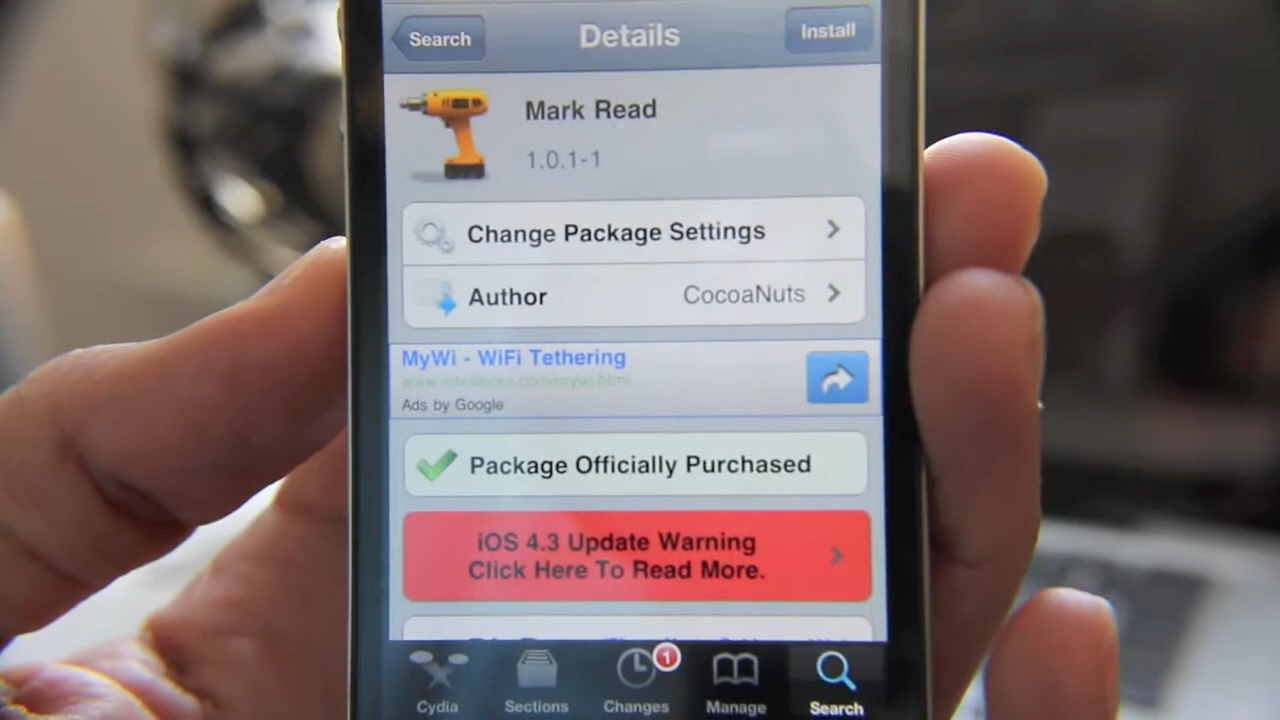 Search
Details
Install
Mark Read
1.0.1-1
Change Package Settings
Author
CocoaNuts
MyWi - WiFi Tethering
Ads by Google
Package Officially Purchased
iOS 4.3 Update Warning
Click Here To Read More.
1
Cydia
Sections
Changes
Manage
Search